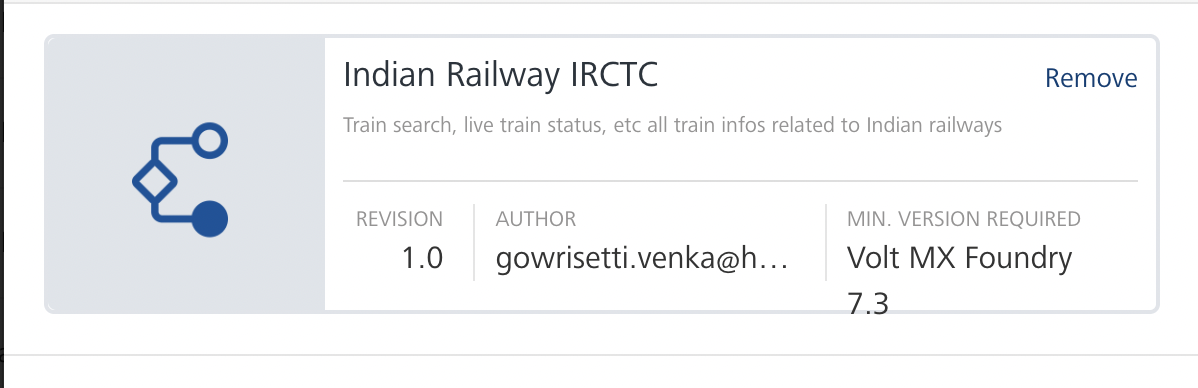 Indian Railway IRCTC
Remove
Train search, live train status, etc all train infos related to Indian railways
REVISION
1.0
AUTHOR
gowrisetti.venka@h...
MIN. VERSION REQUIRED
Volt MX Foundry
7.3